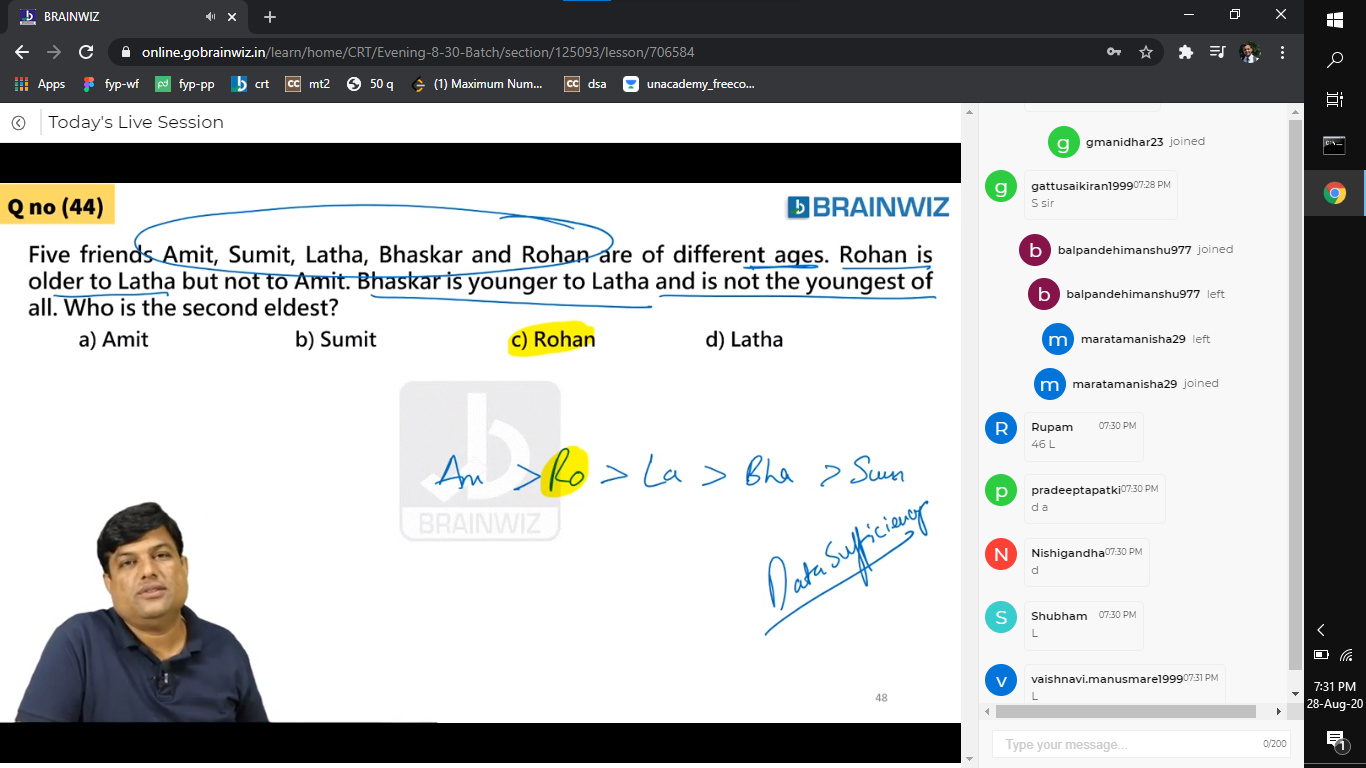 BRAINWIZ
online.gobrainwiz.in/learn/home/CRT/Evening-8-30-Batch/section/125093/lesson/706584
Apps fyp-wf fyp-pp crt mt2 50 q (1) Maximum Num... dsa unacademy_freeco...
Today's Live Session
Q no (44)
BRAINWIZ
Five friends Amit, Sumit, Latha, Bhaskar and Rohan are of different ages. Rohan is
older to Latha but not to Amit. Bhaskar is younger to Latha and is not the youngest of
all. Who is the second eldest?
a) Amit b) Sumit c) Rohan d) Latha
Am > Ro > La > Bha > Sum
BRAINWIZ
Data Sufficiency
48
g gmanidhar23 joined
g gattusaikiran1999 07:28 PM
S sir
b balpandehimanshu977 joined
b balpandehimanshu977 left
m maratamanisha29 left
m maratamanisha29 joined
R Rupam 07:30 PM
46 L
p pradeeptapatki 07:30 PM
d a
N Nishigandha 07:30 PM
d
S Shubham 07:30 PM
L
v vaishnavi.manusmare1999 07:31 PM
L
Type your message... 0/200
7:31 PM
28-Aug-20
1